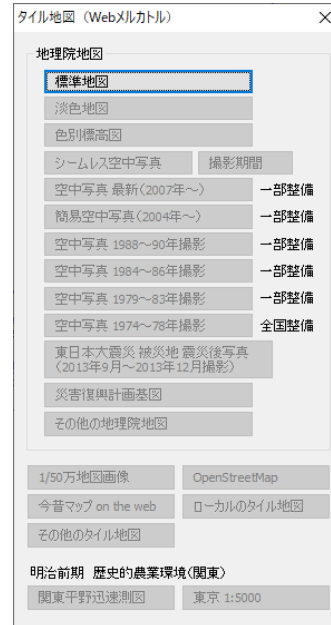 タイル地図（Webメルカトル）
地理院地図
標準地図
淡色地図
色別標高図
シームレス空中写真 撮影期間
空中写真 最新(2007年～) 一部整備
簡易空中写真(2004年～) 一部整備
空中写真 1988～90年撮影 一部整備
空中写真 1984～86年撮影 一部整備
空中写真 1979～83年撮影 一部整備
空中写真 1974～78年撮影 全国整備
東日本大震災 被災地 震災後写真
(2013年9月～2013年12月撮影)
災害復興計画基図
その他の地理院地図
1/50万地図画像 OpenStreetMap
今昔マップ on the web ローカルのタイル地図
その他のタイル地図
明治前期 歴史的農業環境(関東)
関東平野迅速測図 東京 1:5000